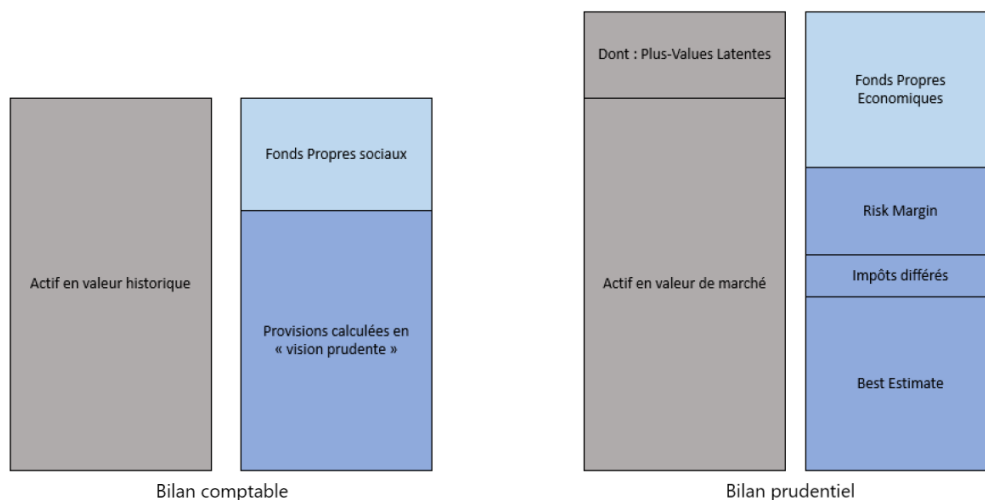 Actif en valeur historique
Fonds Propres sociaux
Provisions calculées en
« vision prudente »
Bilan comptable
Dont : Plus-Values Latentes
Actif en valeur de marché
Fonds Propres
Economiques
Risk Margin
Impôts différés
Best Estimate
Bilan prudentiel